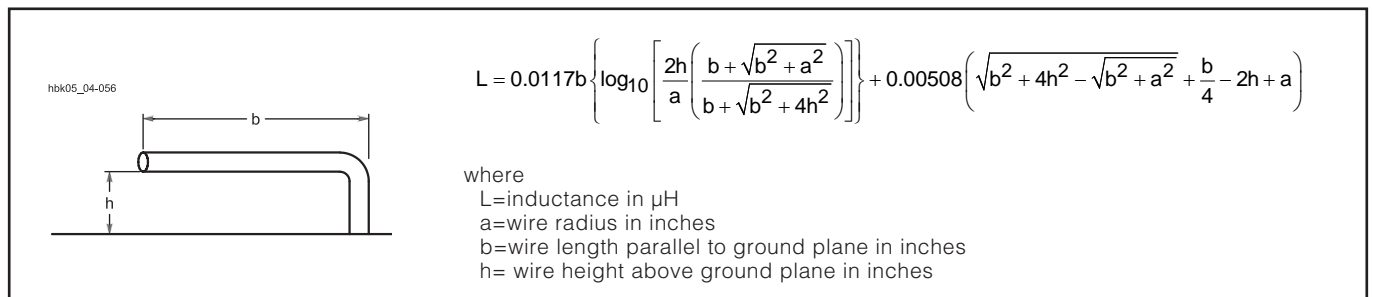 hbk05_04-056
b
h
L = 0.0117b { log₁₀ [ 2h/a ( (b + √(b² + a²)) / (b + √(b² + 4h²)) ) ] } + 0.00508 ( √(b² + 4h² − √(b² + a²)) + b/4 − 2h + a )
where
L=inductance in µH
a=wire radius in inches
b=wire length parallel to ground plane in inches
h= wire height above ground plane in inches